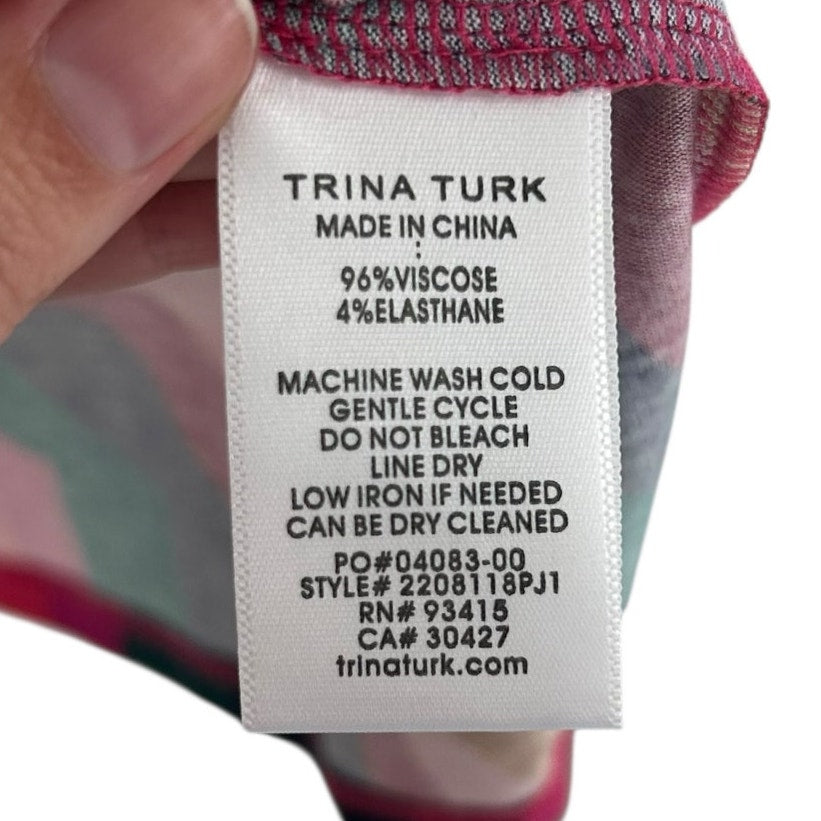 TRINA TURK
MADE IN CHINA
96%VISCOSE
4%ELASTHANE
MACHINE WASH COLD
GENTLE CYCLE
DO NOT BLEACH
LINE DRY
LOW IRON IF NEEDED
CAN BE DRY CLEANED
PO#04083-00
STYLE# 2208118PJ1
RN# 93415
CA# 30427
trinaturk.com